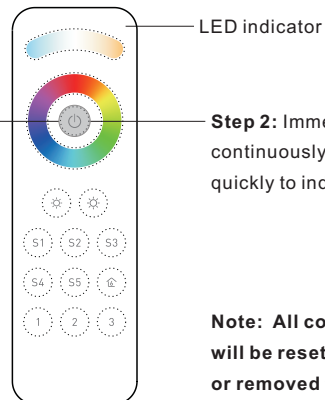 LED indicator
Step 2: Imme
continuously
quickly to ind
S1 S2 S3
S4 S5
1 2 3
Note: All co
will be reset
or removed